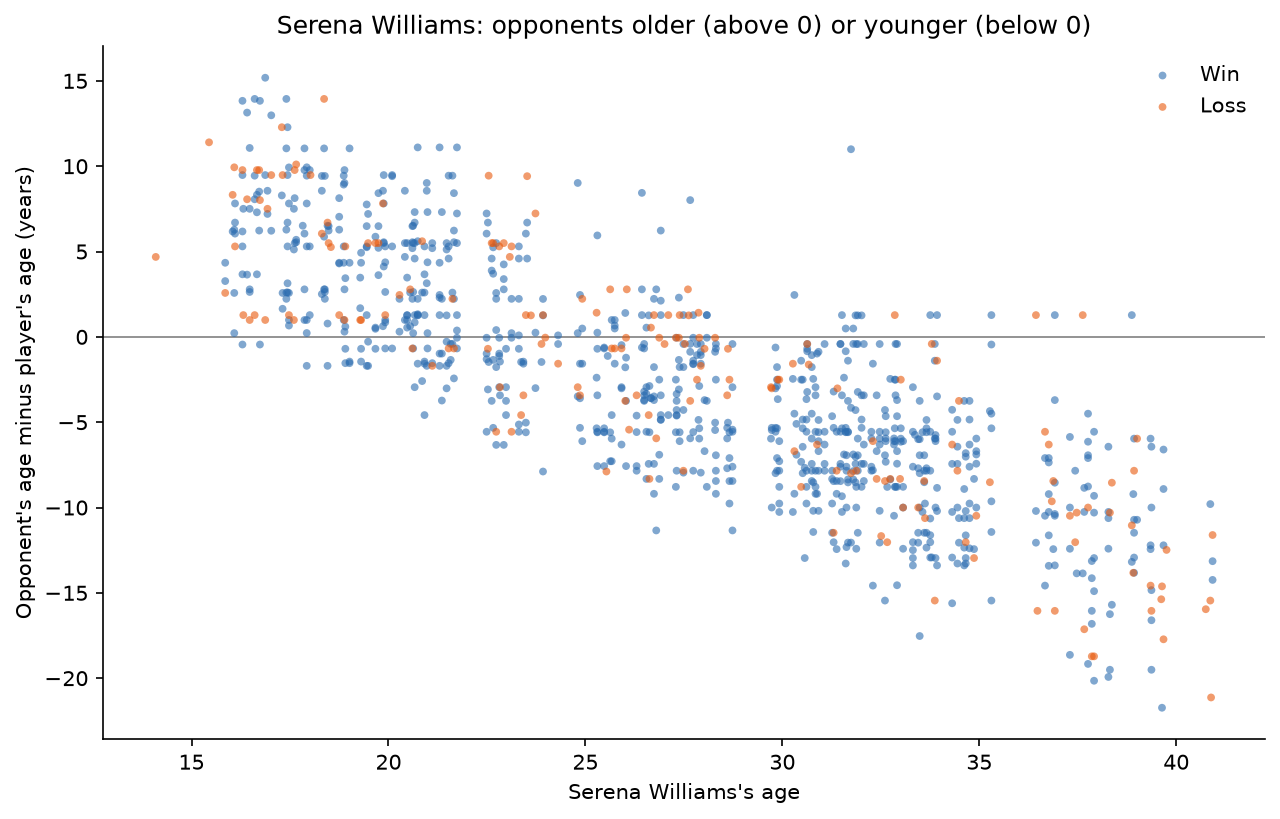 Serena Williams: opponents older (above 0) or younger (below 0)
Win
Loss
Opponent's age minus player's age (years)
15
10
5
0
−5
−10
−15
−20
15
20
25
30
35
40
Serena Williams's age